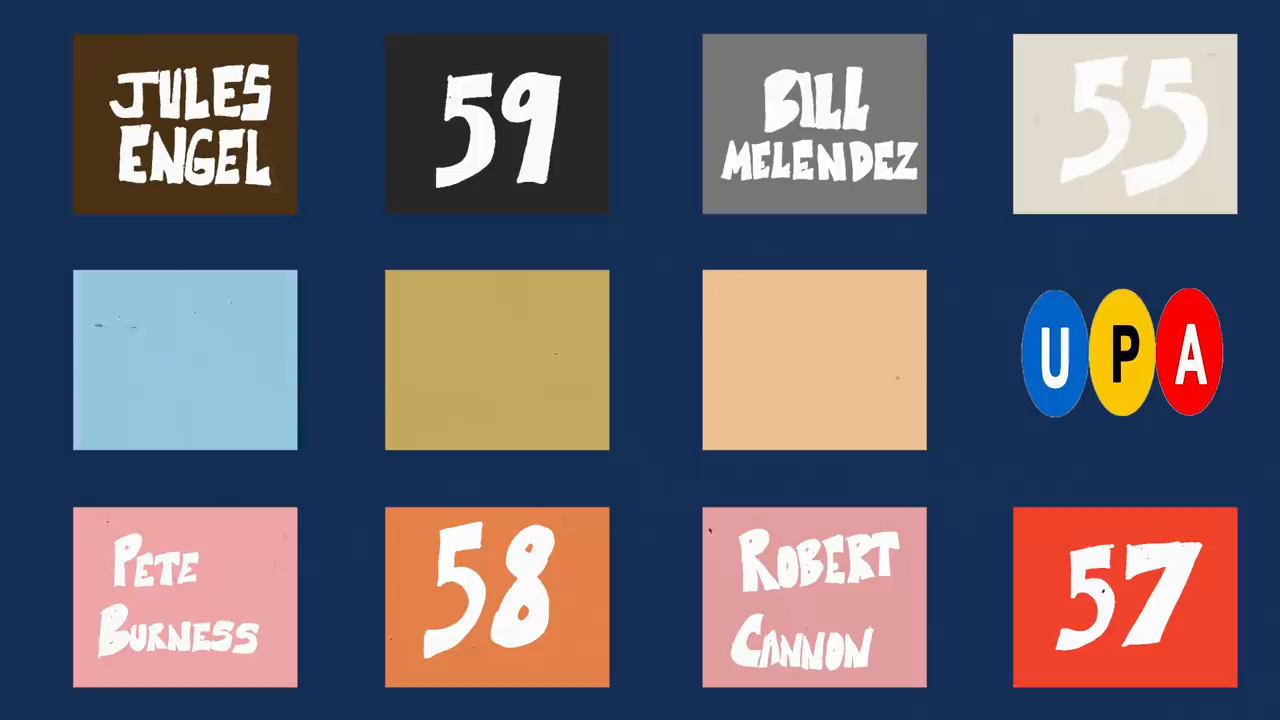 JULES
ENGEL
59
BILL
MELENDEZ
55
U P A
PETE
BURNESS
58
ROBERT
CANNON
57